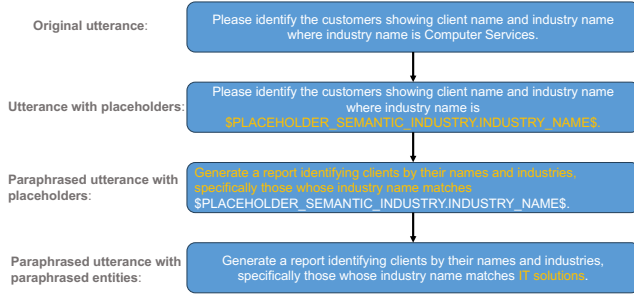 Original utterance:
Please identify the customers showing client name and industry name
where industry name is Computer Services.
Utterance with placeholders:
Please identify the customers showing client name and industry name
where industry name is
$PLACEHOLDER_SEMANTIC_INDUSTRY.INDUSTRY_NAME$.
Paraphrased utterance with
placeholders:
Generate a report identifying clients by their names and industries,
specifically those whose industry name matches
$PLACEHOLDER_SEMANTIC_INDUSTRY.INDUSTRY_NAME$.
Paraphrased utterance with
paraphrased entities:
Generate a report identifying clients by their names and industries,
specifically those whose industry name matches IT solutions.